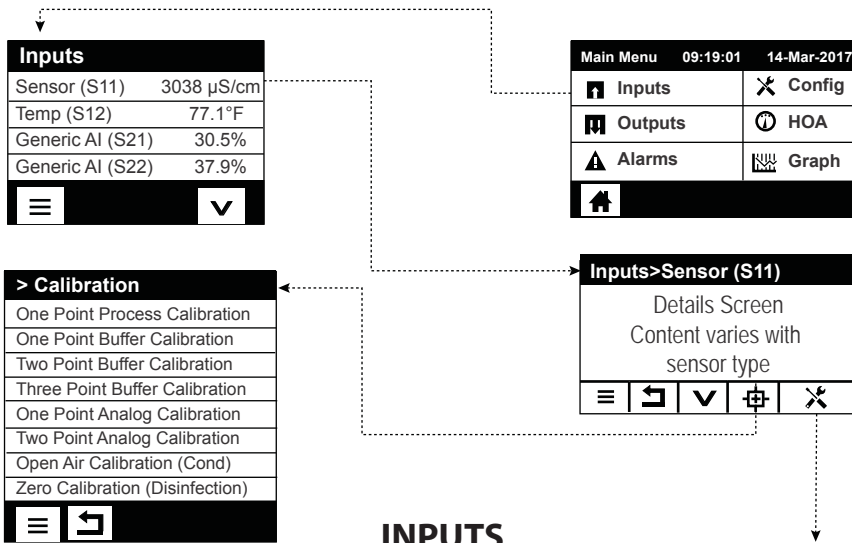 Inputs
Sensor (S11) 3038 µS/cm
Temp (S12) 77.1°F
Generic AI (S21) 30.5%
Generic AI (S22) 37.9%
Main Menu 09:19:01 14-Mar-2017
Inputs Config
Outputs HOA
Alarms Graph
> Calibration
One Point Process Calibration
One Point Buffer Calibration
Two Point Buffer Calibration
Three Point Buffer Calibration
One Point Analog Calibration
Two Point Analog Calibration
Open Air Calibration (Cond)
Zero Calibration (Disinfection)
Inputs>Sensor (S11)
Details Screen
Content varies with
sensor type
INPUTS